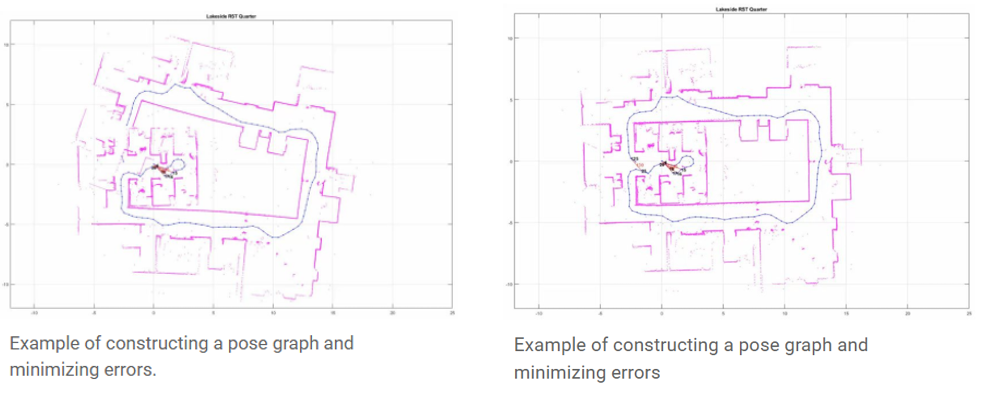 Lakeside RST Quarter
Lakeside RST Quarter
Example of constructing a pose graph and
minimizing errors.
Example of constructing a pose graph and
minimizing errors